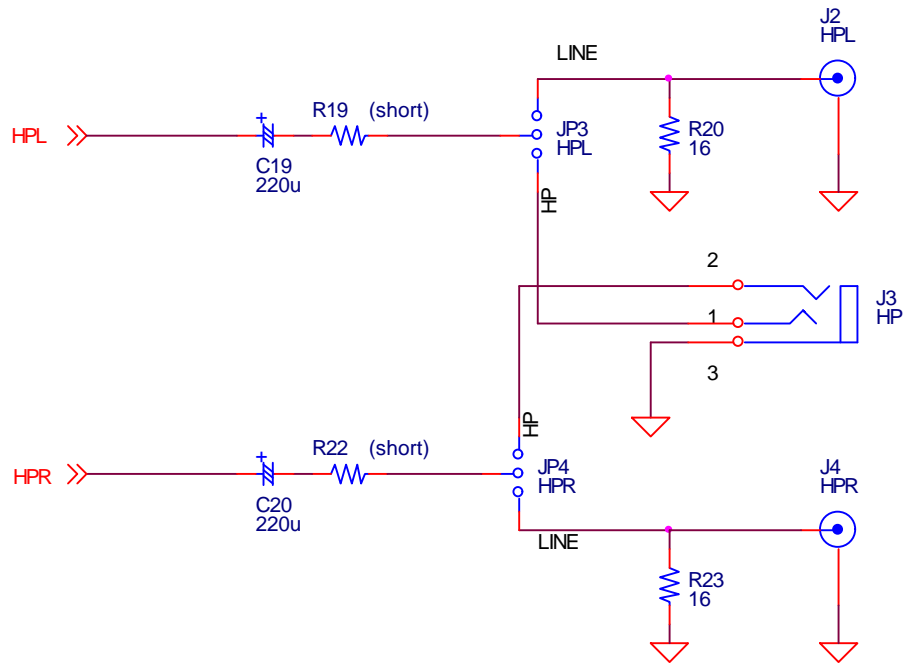 J2
HPL
LINE
R19 (short)
HPL
+
C19
220u
JP3
HPL
R20
16
HP
2
J3
HP
1
3
HP
R22 (short)
HPR
+
C20
220u
JP4
HPR
J4
HPR
LINE
R23
16